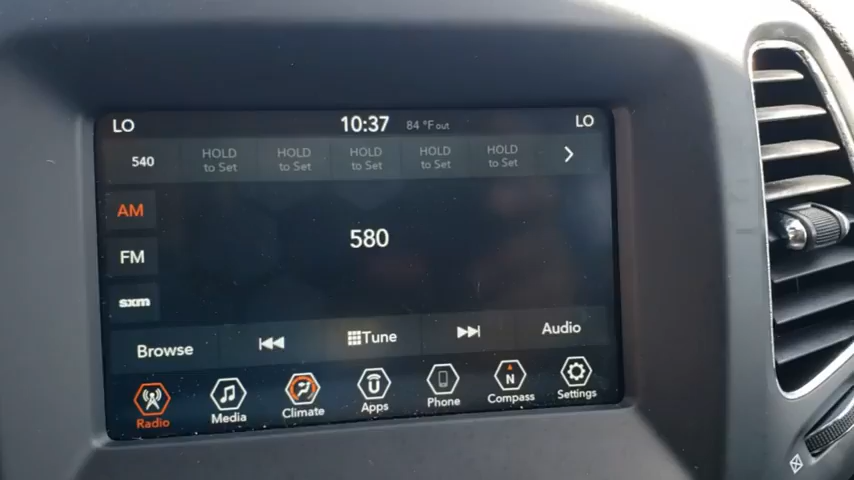 LO 10:37 84 °F out LO
540 HOLD to Set HOLD to Set HOLD to Set HOLD to Set HOLD to Set
AM
580
FM
sxm
Browse Tune Audio
Radio Media Climate Apps Phone Compass Settings
U N